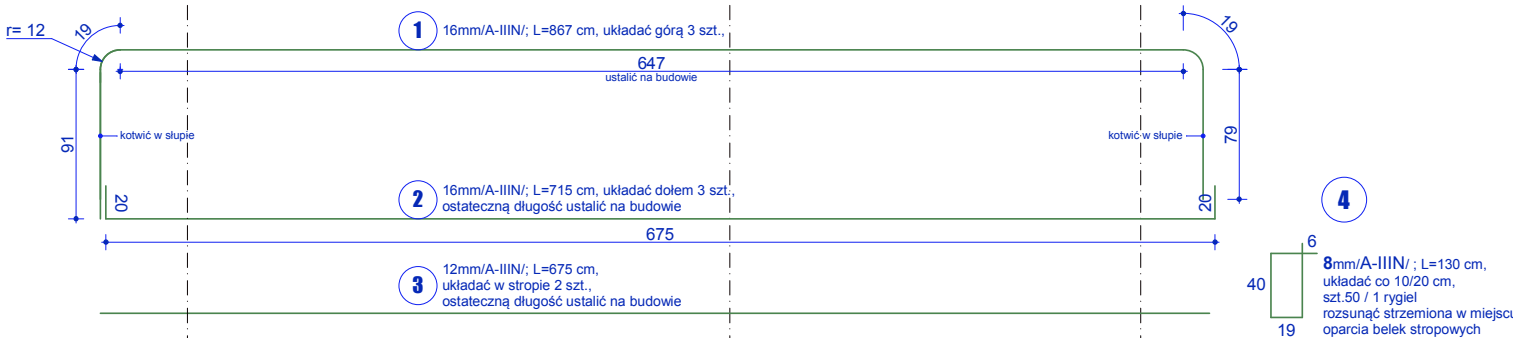 r= 12
19
1
16mm/A-IIIN/; L=867 cm, układać górą 3 szt.,
19
647
ustalić na budowie
91
kotwić w słupie
kotwić w słupie
79
20
2
16mm/A-IIIN/; L=715 cm, układać dołem 3 szt.,
ostateczną długość ustalić na budowie
20
4
675
3
12mm/A-IIIN/; L=675 cm,
układać w stropie 2 szt.,
ostateczną długość ustalić na budowie
6
40
19
8mm/A-IIIN/ ; L=130 cm,
układać co 10/20 cm,
szt.50 / 1 rygiel
rozsunąć strzemiona w miejscu
oparcia belek stropowych